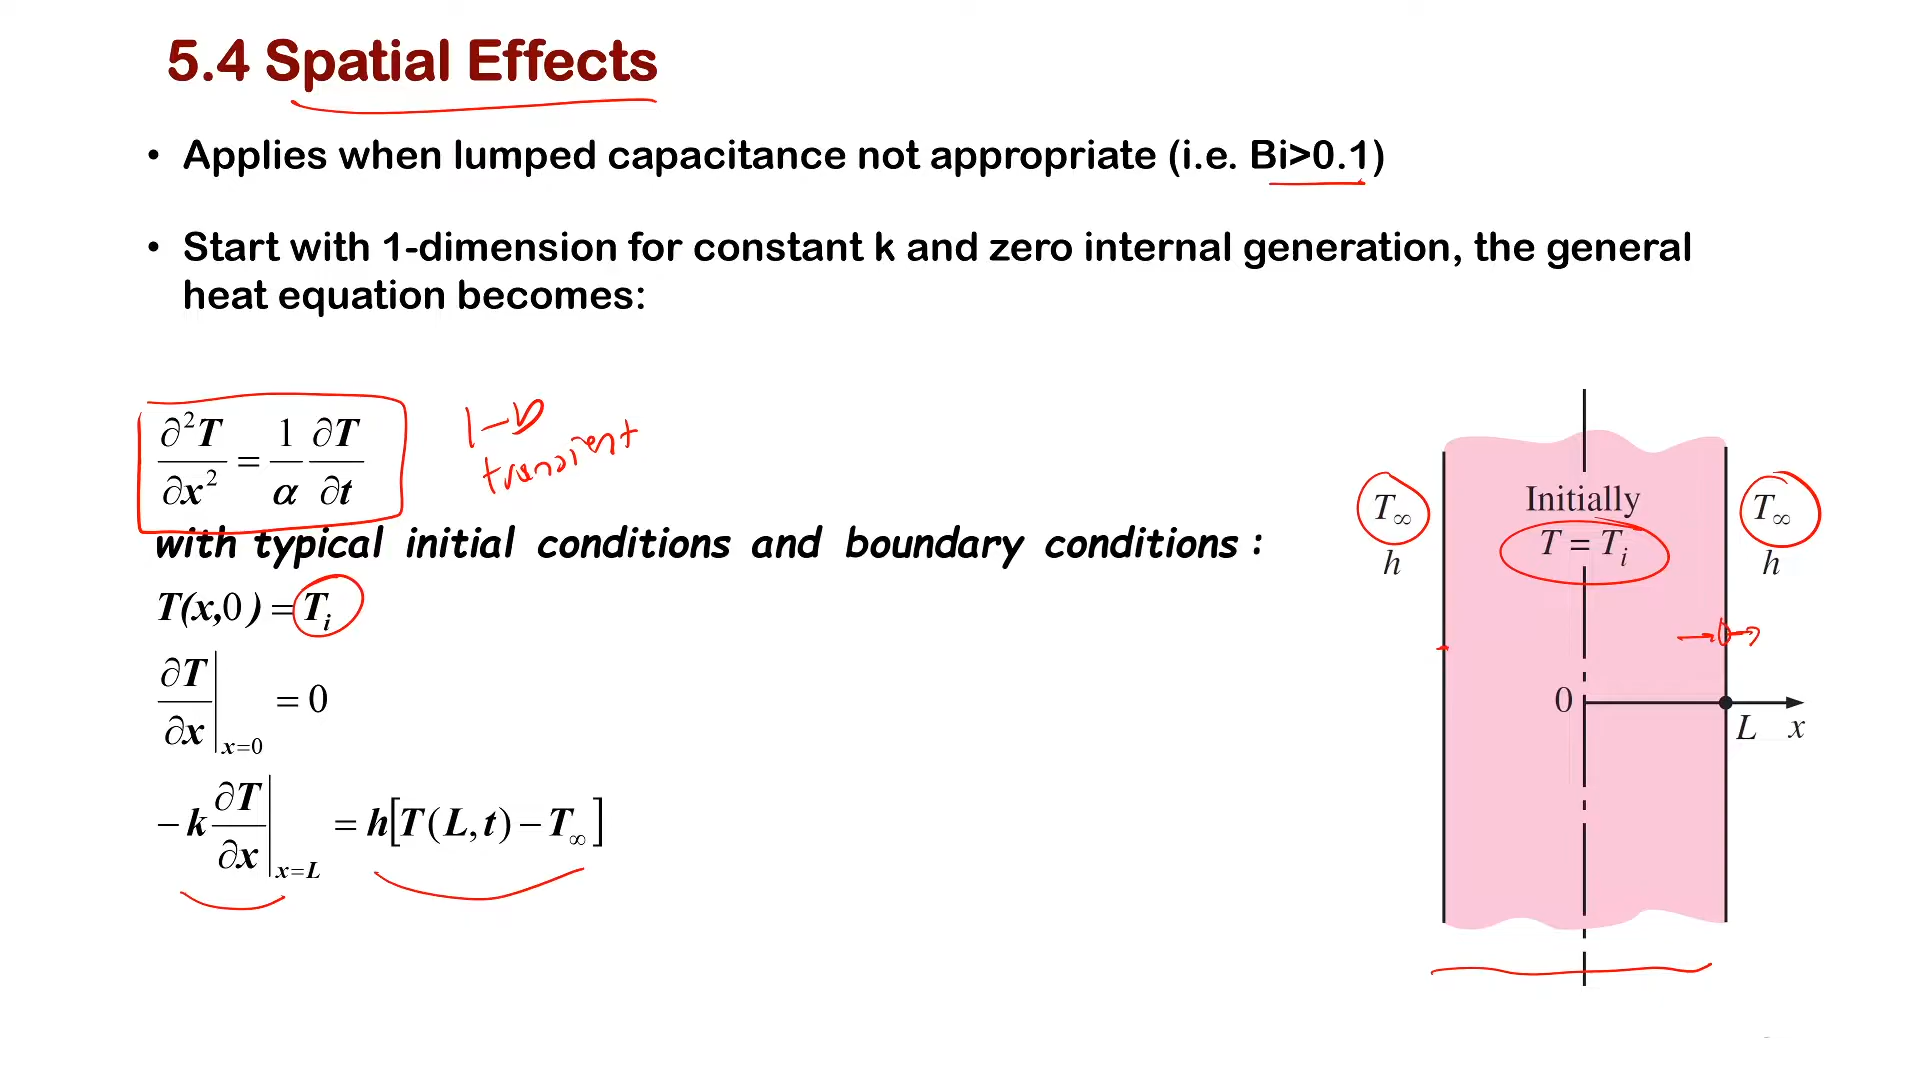 5.4 Spatial Effects
• Applies when lumped capacitance not appropriate (i.e. Bi>0.1)
• Start with 1-dimension for constant k and zero internal generation, the general
heat equation becomes:
∂²T/∂x² = 1/α ∂T/∂t
1-D
transient
with typical initial conditions and boundary conditions :
T(x,0) = Tᵢ
∂T/∂x|x=0 = 0
-k ∂T/∂x|x=L = h[T(L,t) - T∞]
T∞
h
Initially
T = Tᵢ
T∞
h
0
L x